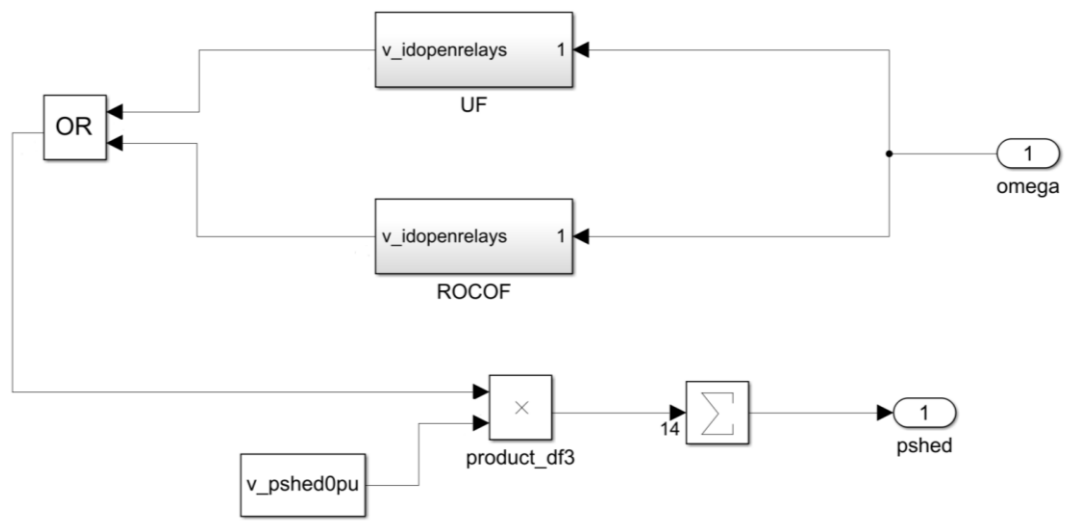 v_idopenrelays 1
UF
OR
1
omega
v_idopenrelays 1
ROCOF
×
product_df3
14
∑
1
pshed
v_pshed0pu